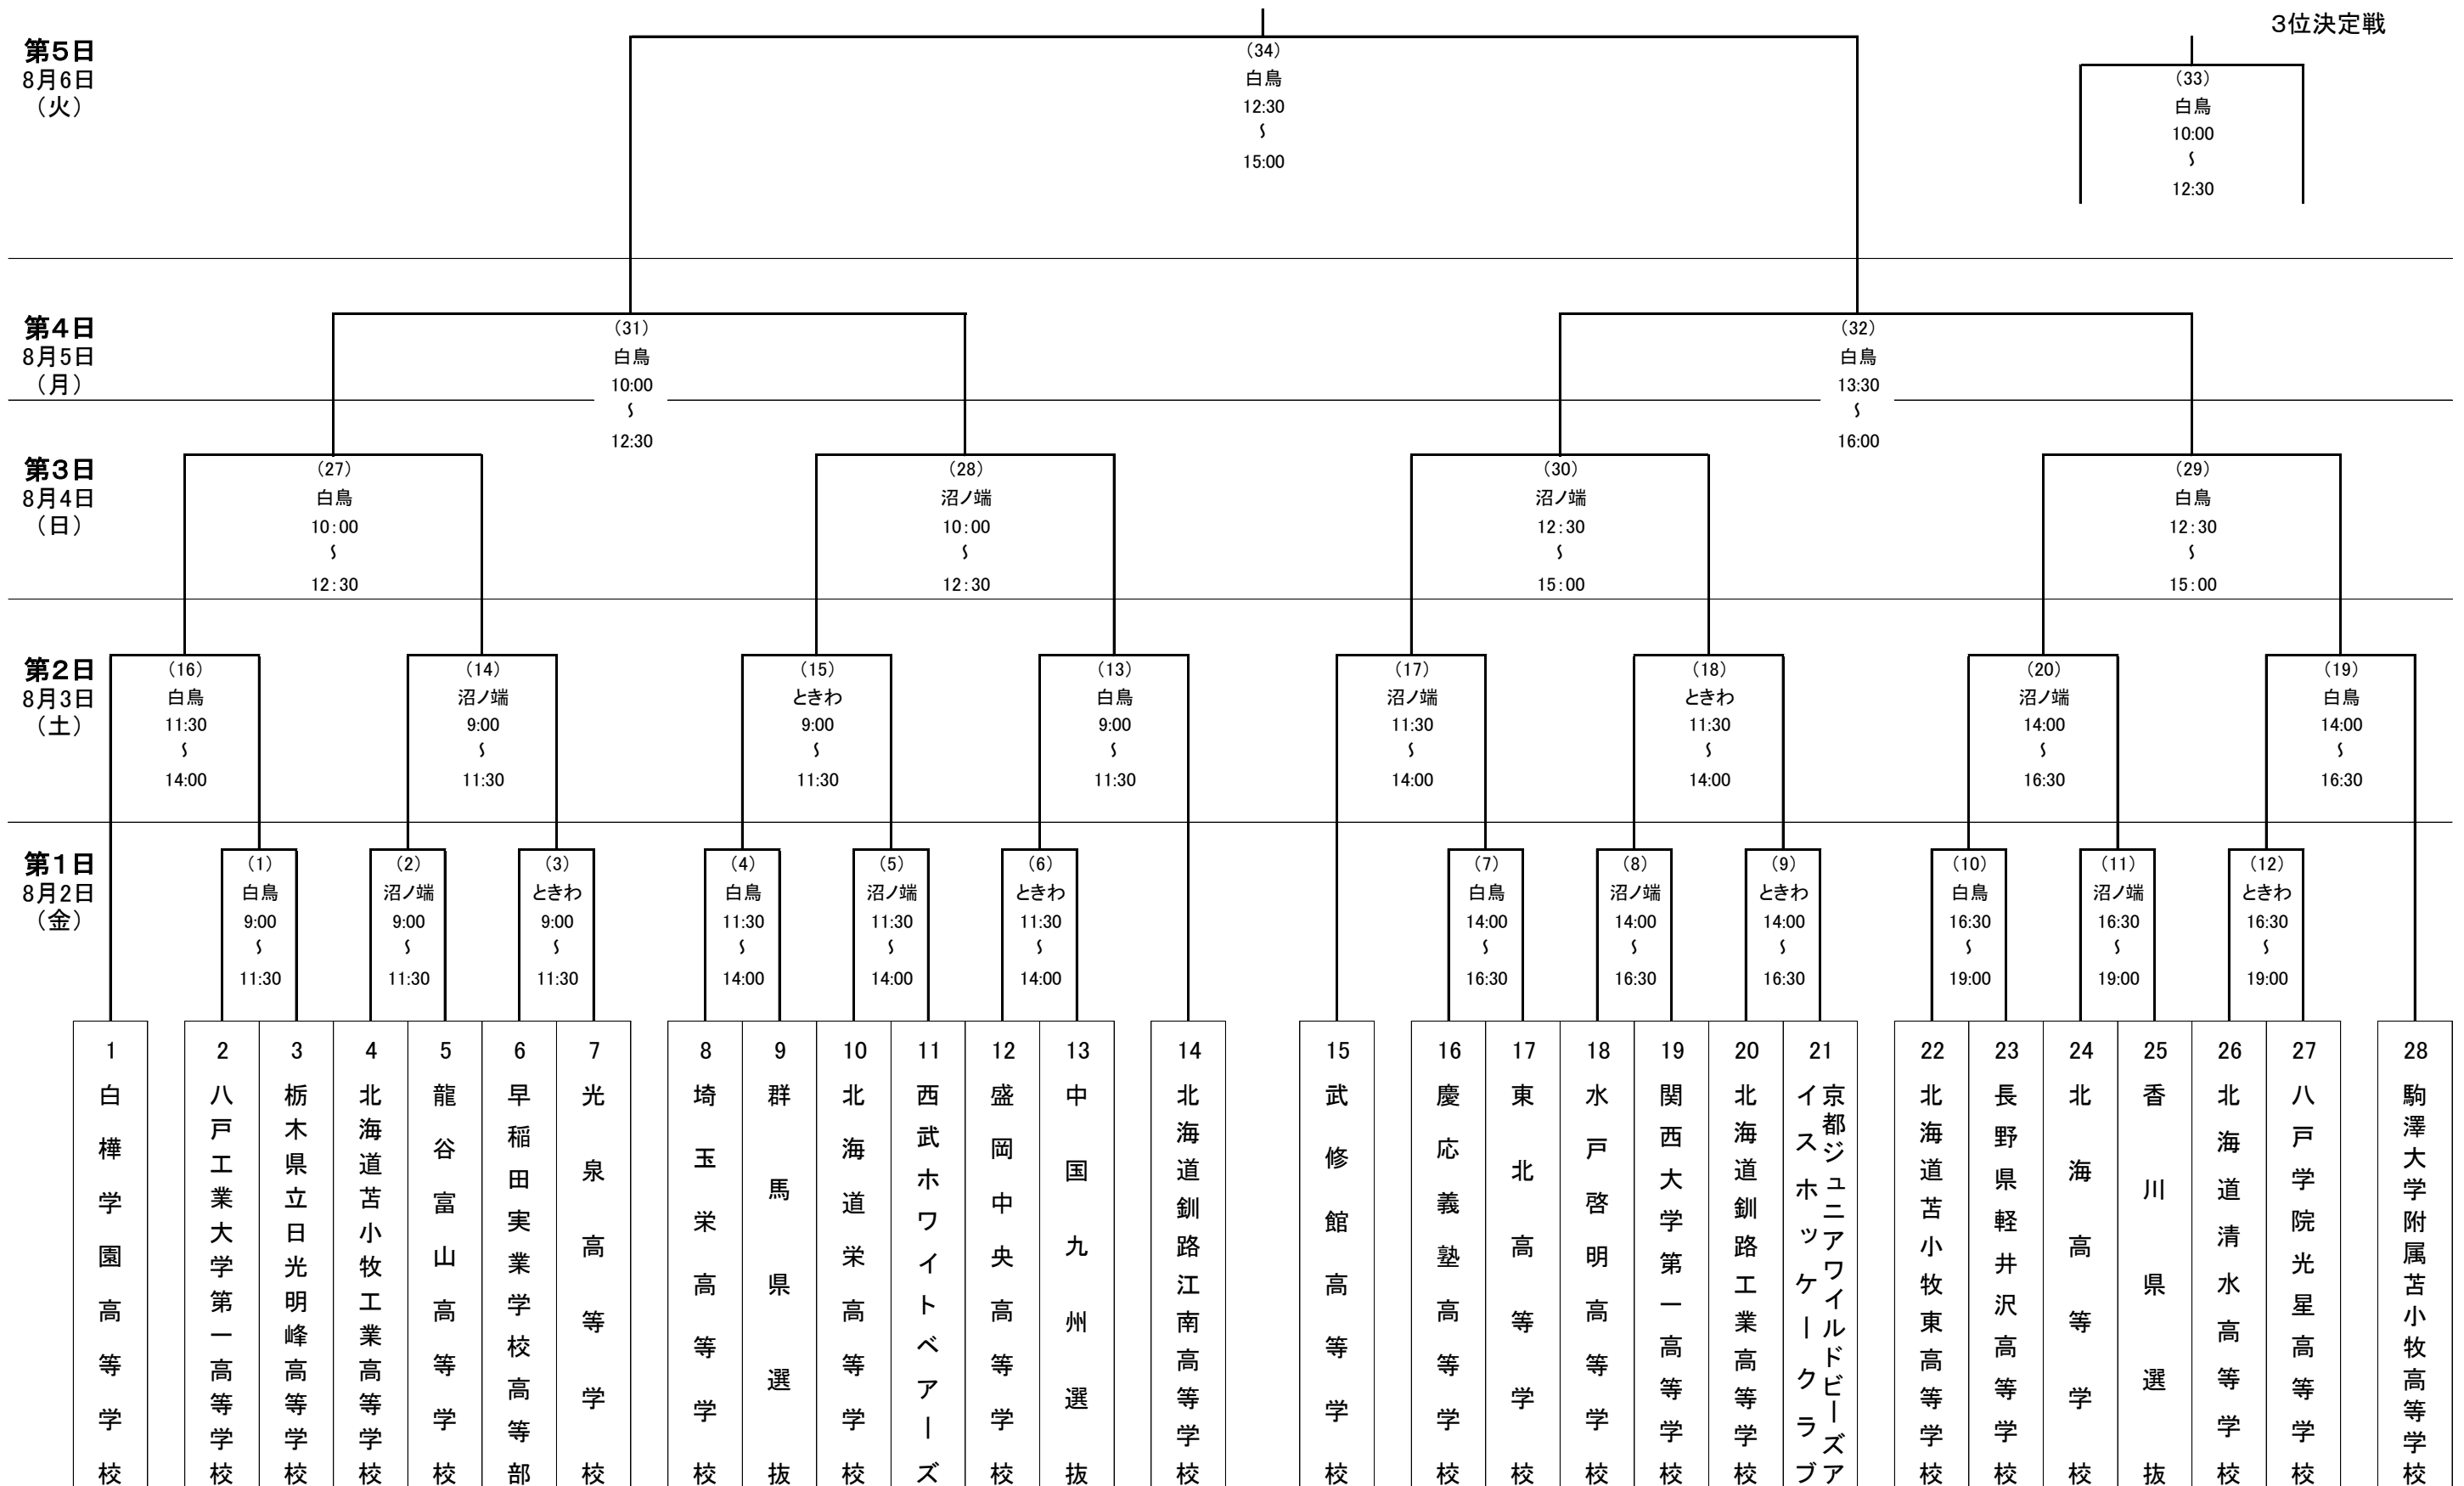 3位決定戦
第5日
8月6日
（火）
（34）
白鳥
12:30
～
15:00
（33）
白鳥
10:00
～
12:30
第4日
8月5日
（月）
（31）
白鳥
10:00
～
12:30
（32）
白鳥
13:30
～
16:00
第3日
8月4日
（日）
（27）
白鳥
10:00
～
12:30
（28）
沼ノ端
10:00
～
12:30
（30）
沼ノ端
12:30
～
15:00
（29）
白鳥
12:30
～
15:00
第2日
8月3日
（土）
（16）
白鳥
11:30
～
14:00
（14）
沼ノ端
9:00
～
11:30
（15）
ときわ
9:00
～
11:30
（13）
白鳥
9:00
～
11:30
（17）
沼ノ端
11:30
～
14:00
（18）
ときわ
11:30
～
14:00
（20）
沼ノ端
14:00
～
16:30
（19）
白鳥
14:00
～
16:30
第1日
8月2日
（金）
（1）
白鳥
9:00
～
11:30
（2）
沼ノ端
9:00
～
11:30
（3）
ときわ
9:00
～
11:30
（4）
白鳥
11:30
～
14:00
（5）
沼ノ端
11:30
～
14:00
（6）
ときわ
11:30
～
14:00
（7）
白鳥
14:00
～
16:30
（8）
沼ノ端
14:00
～
16:30
（9）
ときわ
14:00
～
16:30
（10）
白鳥
16:30
～
19:00
（11）
沼ノ端
16:30
～
19:00
（12）
ときわ
16:30
～
19:00
1
白樺学園高等学校
2
八戸工業大学第一高等学校
3
栃木県立日光明峰高等学校
4
北海道苫小牧工業高等学校
5
龍谷富山高等学校
6
早稲田実業学校高等部
7
光泉高等学校
8
埼玉栄高等学校
9
群馬県選抜
10
北海道栄高等学校
11
西武ホワイトベアーズ
12
盛岡中央高等学校
13
中国九州選抜
14
北海道釧路江南高等学校
15
武修館高等学校
16
慶応義塾高等学校
17
東北高等学校
18
水戸啓明高等学校
19
関西大学第一高等学校
20
北海道釧路工業高等学校
21
京都ジュニアワイルドビーズア
イスホッケークラブ
22
北海道苫小牧東高等学校
23
長野県軽井沢高等学校
24
北海高等学校
25
香川県選抜
26
北海道清水高等学校
27
八戸学院光星高等学校
28
駒澤大学附属苫小牧高等学校